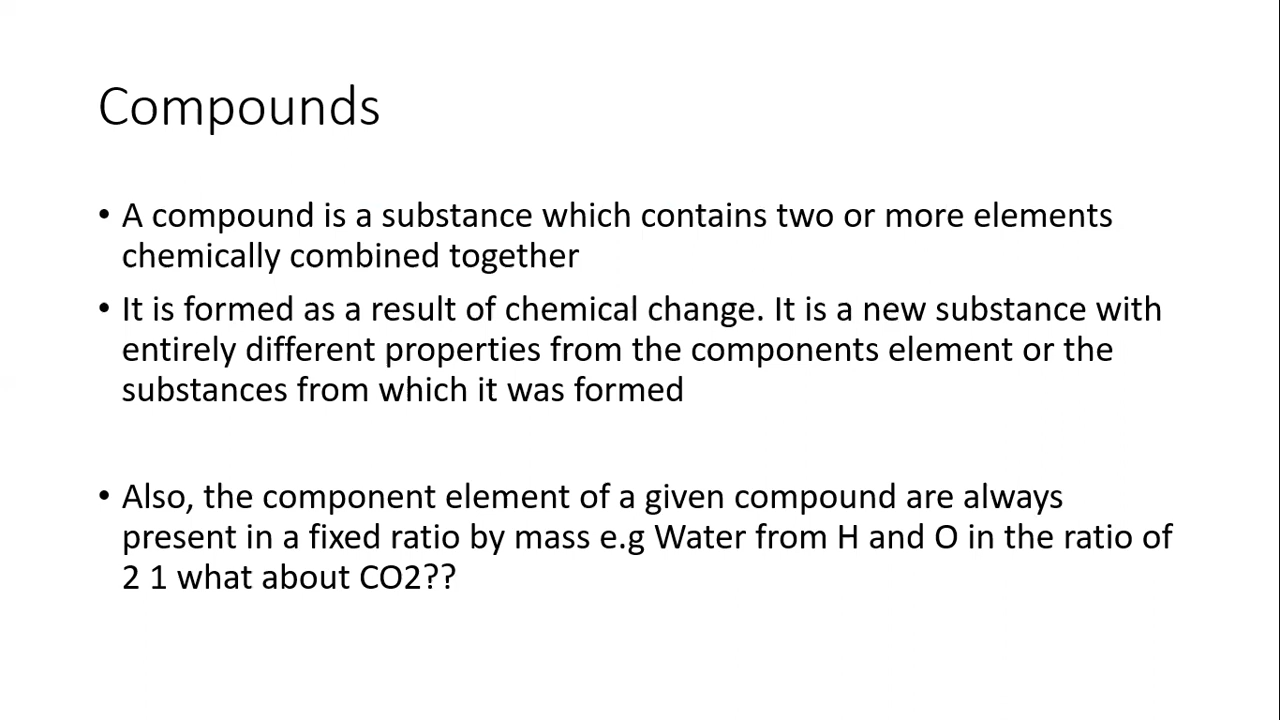 Compounds
• A compound is a substance which contains two or more elements
chemically combined together
• It is formed as a result of chemical change. It is a new substance with
entirely different properties from the components element or the
substances from which it was formed
• Also, the component element of a given compound are always
present in a fixed ratio by mass e.g Water from H and O in the ratio of
2 1 what about CO2??